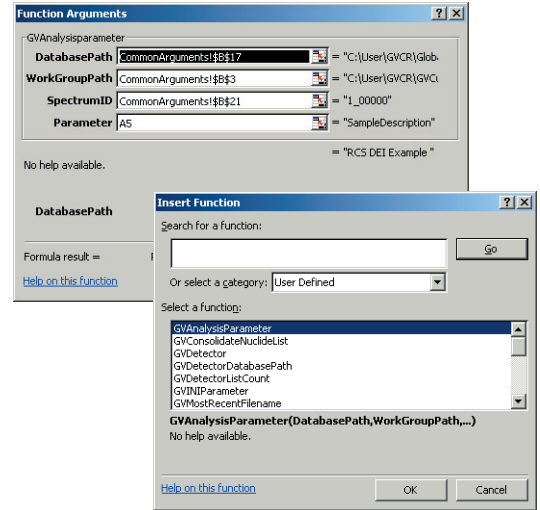 Function Arguments
GVAnalysisparameter
DatabasePath CommonArguments!$B$17 = "C:\User\GVCR\Glob
WorkGroupPath CommonArguments!$B$3 = "C:\User\GVCR\GVC
SpectrumID CommonArguments!$B$21 = "1_00000"
Parameter A5 = "SampleDescription"
= "RCS DEI Example "
No help available.
DatabasePath
Formula result =
Help on this function
Insert Function
Search for a function:
Go
Or select a category: User Defined
Select a function:
GVAnalysisParameter
GVConsolidateNuclideList
GVDetector
GVDetectorDatabasePath
GVDetectorListCount
GVINIParameter
GVMostRecentFilename
GVAnalysisParameter(DatabasePath,WorkGroupPath,...)
No help available.
Help on this function
OK Cancel